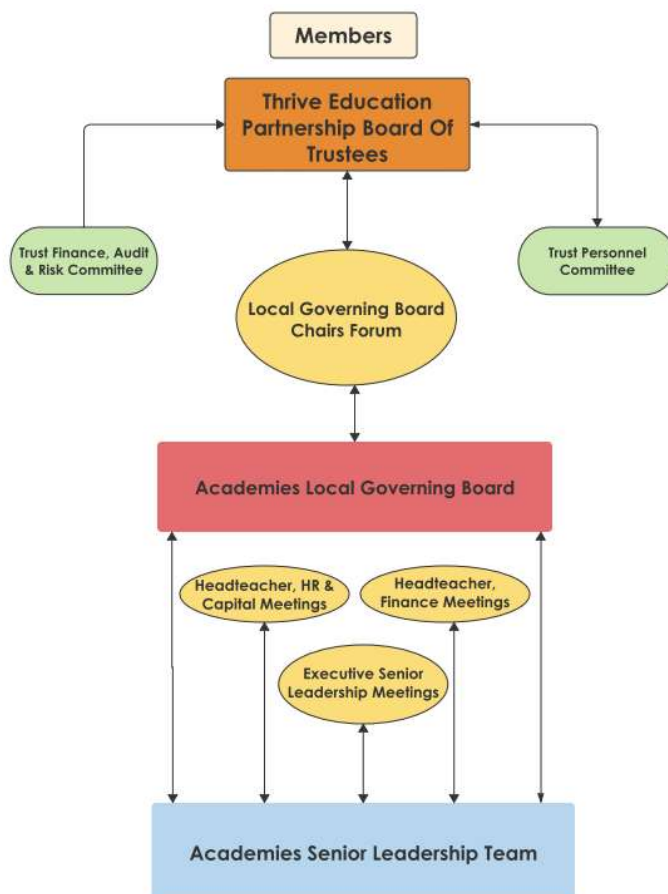 Members
Thrive Education
Partnership Board Of
Trustees
Trust Finance, Audit
& Risk Committee
Trust Personnel
Committee
Local Governing Board
Chairs Forum
Academies Local Governing Board
Headteacher, HR &
Capital Meetings
Headteacher,
Finance Meetings
Executive Senior
Leadership Meetings
Academies Senior Leadership Team